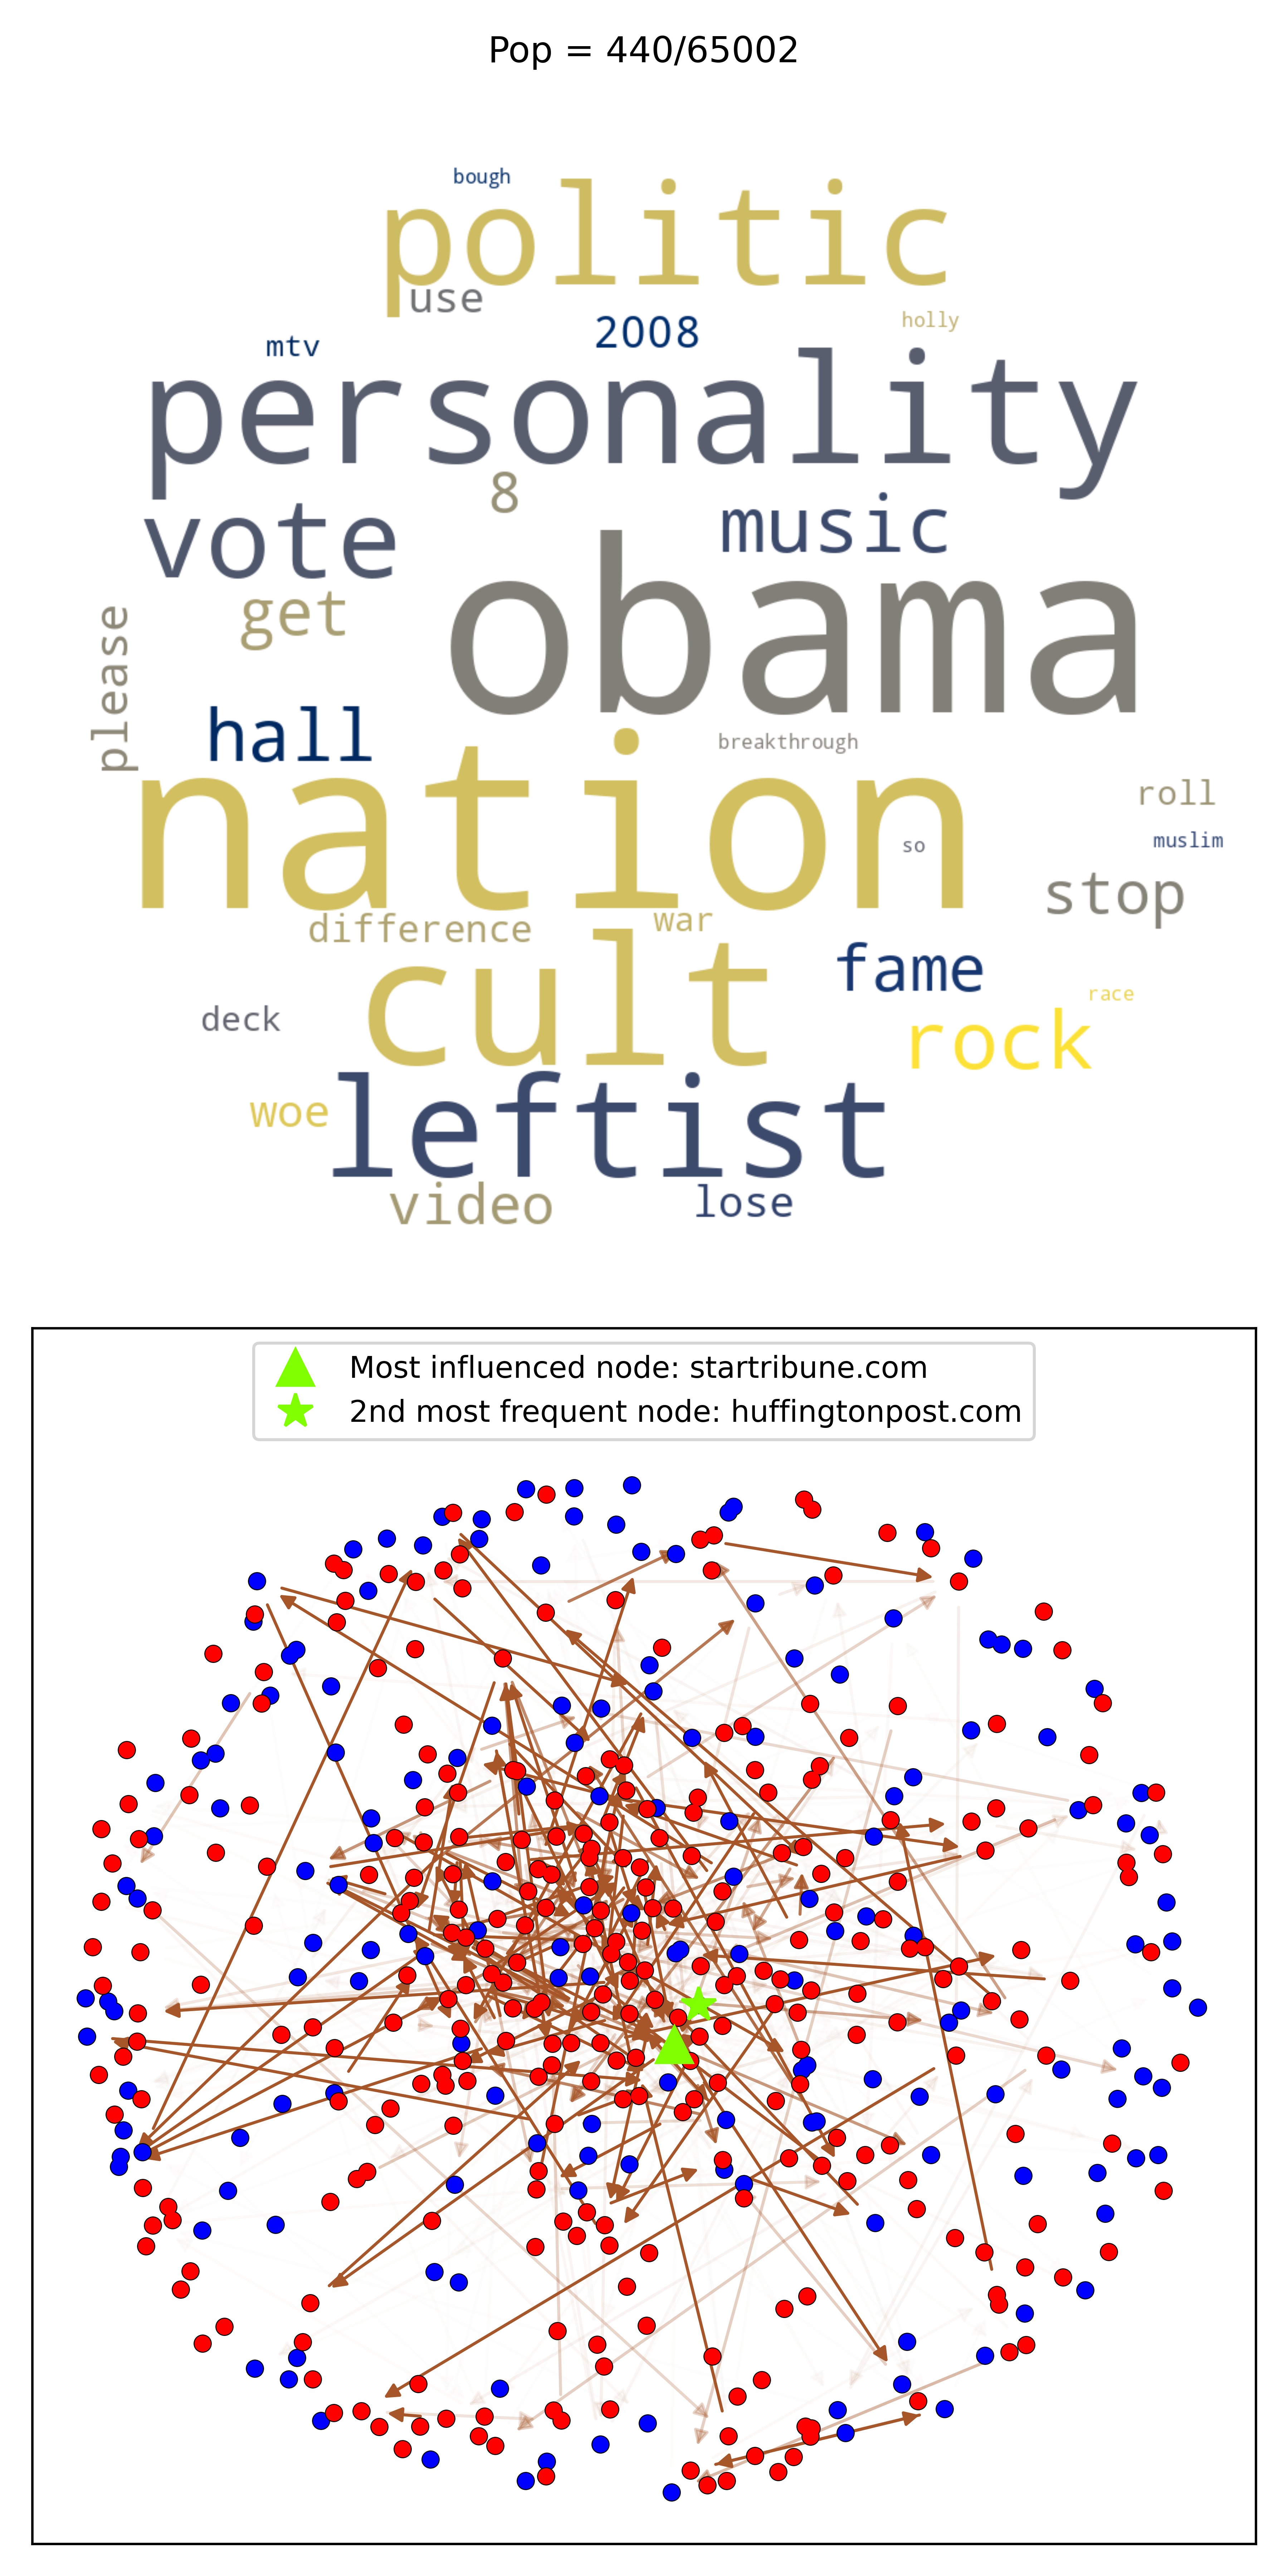 Pop = 440/65002
bough
politic
use
2008
holly
mtv
personality
8
vote
music
get
obama
please
hall
breakthrough
nation
roll
so
muslim
stop
difference
war
cult
fame
race
deck
rock
woe
leftist
video
lose
Most influenced node: startribune.com
2nd most frequent node: huffingtonpost.com